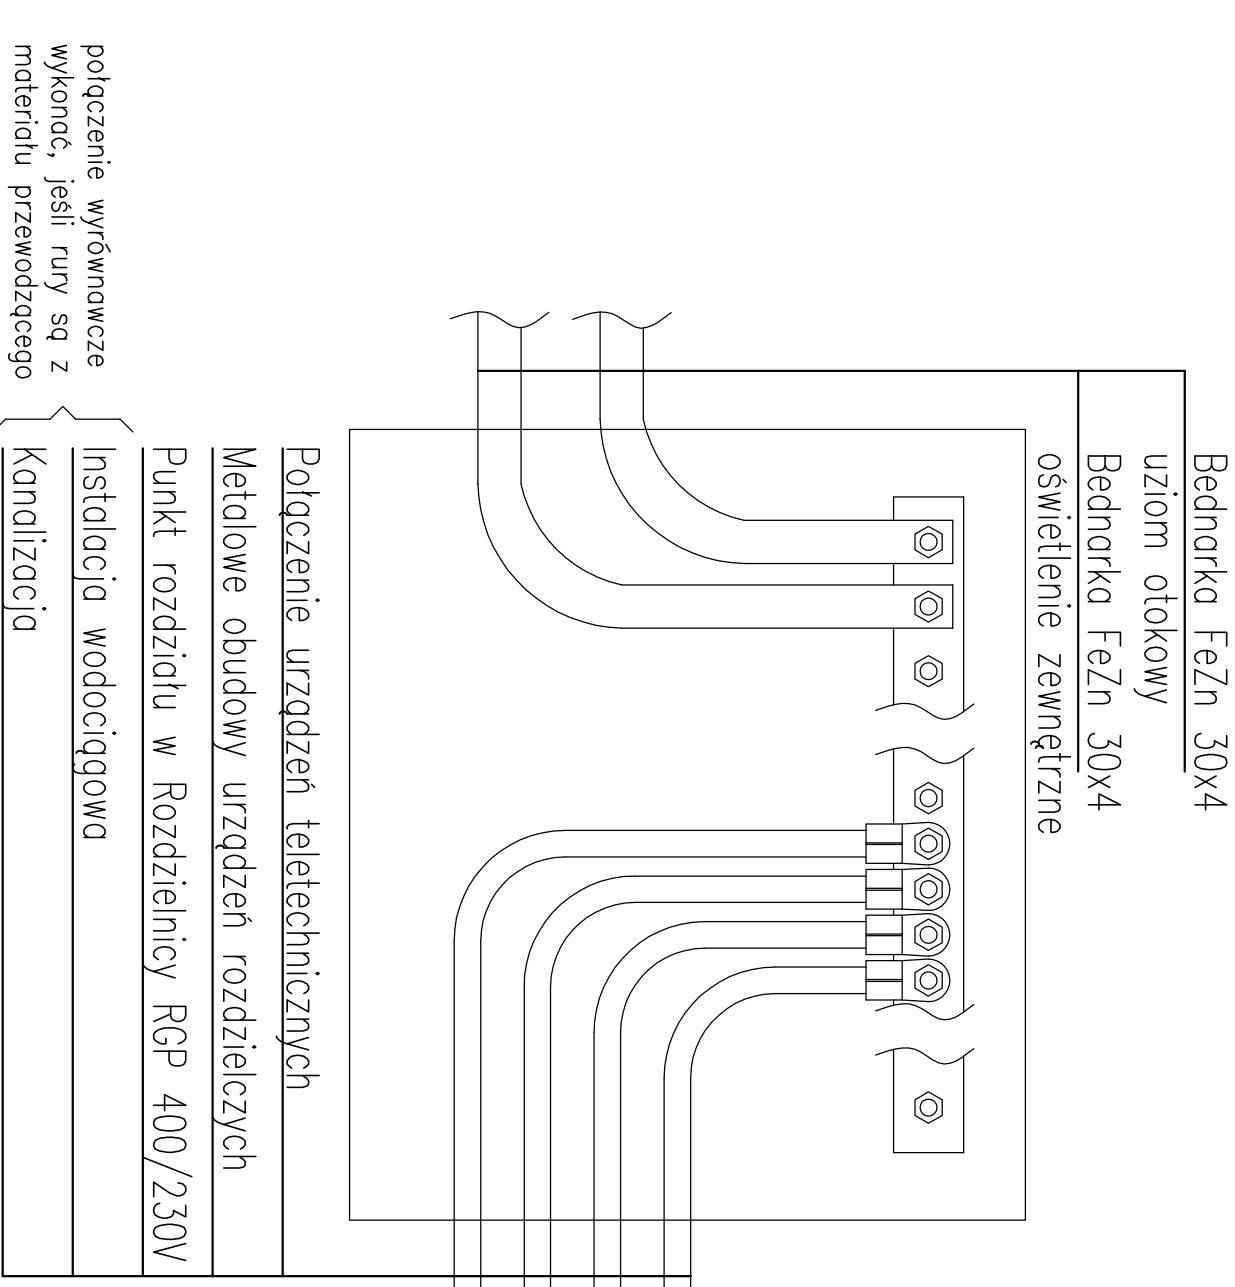 Bednarka FeZn 30x4
uziom otokowy
Bednarka FeZn 30x4
oświetlenie zewnętrzne
Połączenie urządzeń teletechnicznych
Metalowe obudowy urządzeń rozdzielczych
Punkt rozdziału w Rozdzielnicy RGP 400/230V
Instalacja wodociągowa
Kanalizacja
połączenie wyrównawcze
wykonać, jeśli rury są z
materiału przewodzącego